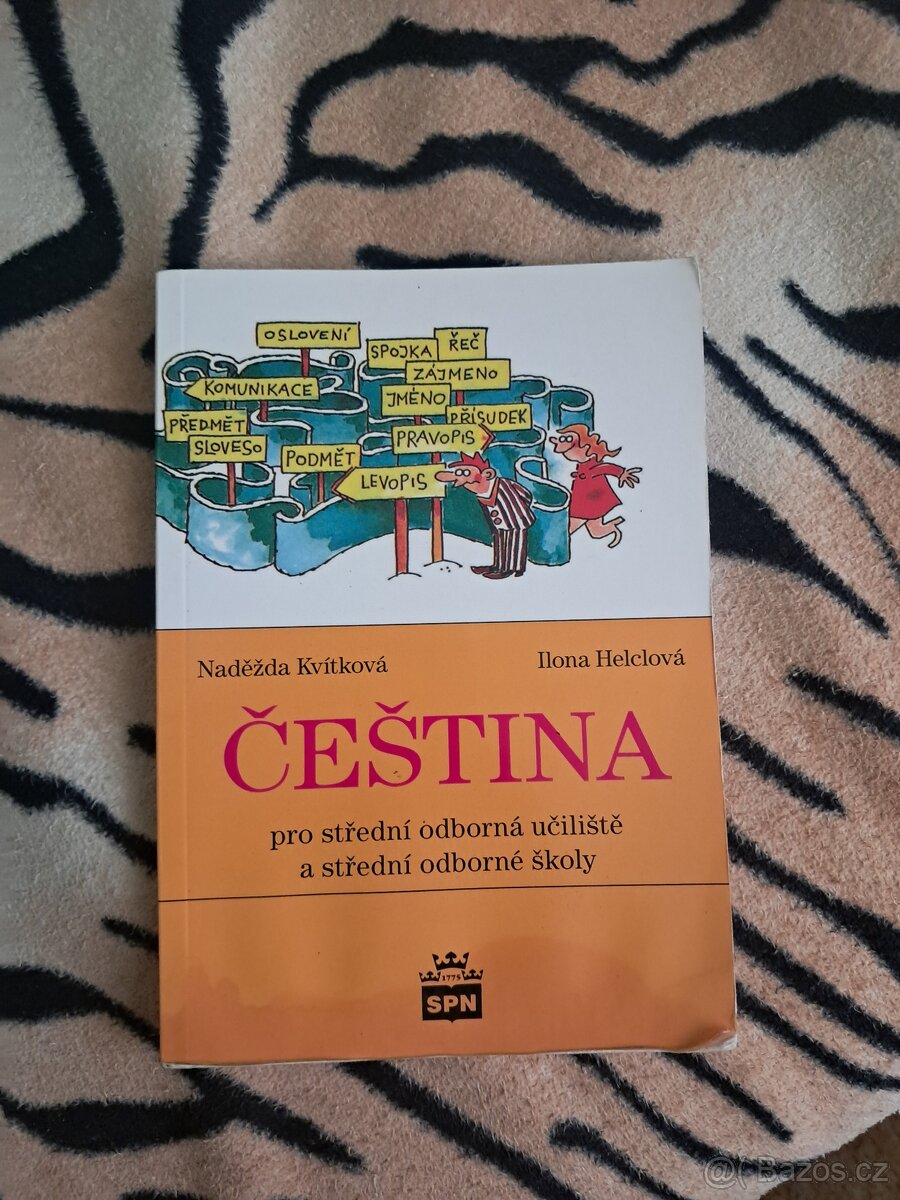 OSLOVENÍ
SPOJKA
ŘEČ
KOMUNIKACE
ZÁJMENO
JMÉNO
PŘEDMĚT
PŘÍSUDEK
SLOVESO
PODMĚT
PRAVOPIS
LEVOPIS
Naděžda Kvítková
Ilona Helclová
ČEŠTINA
pro střední odborná učiliště
a střední odborné školy
1775
SPN
@ Bazoš.cz